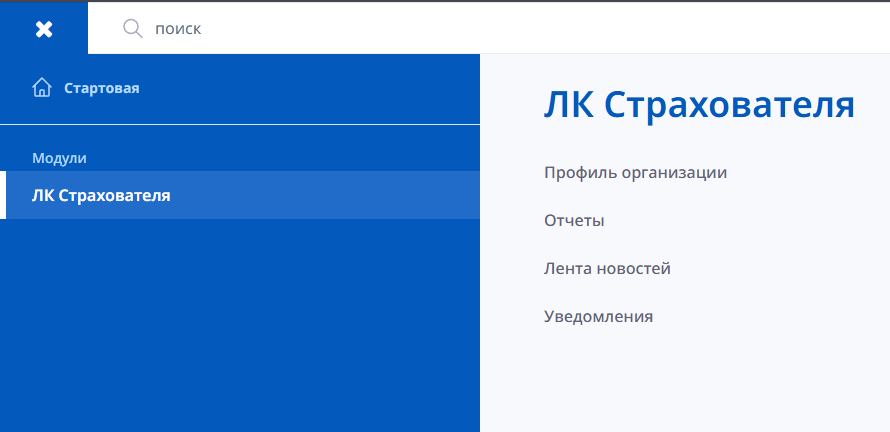 поиск
Стартовая
Модули
ЛК Страхователя
ЛК Страхователя
Профиль организации
Отчеты
Лента новостей
Уведомления